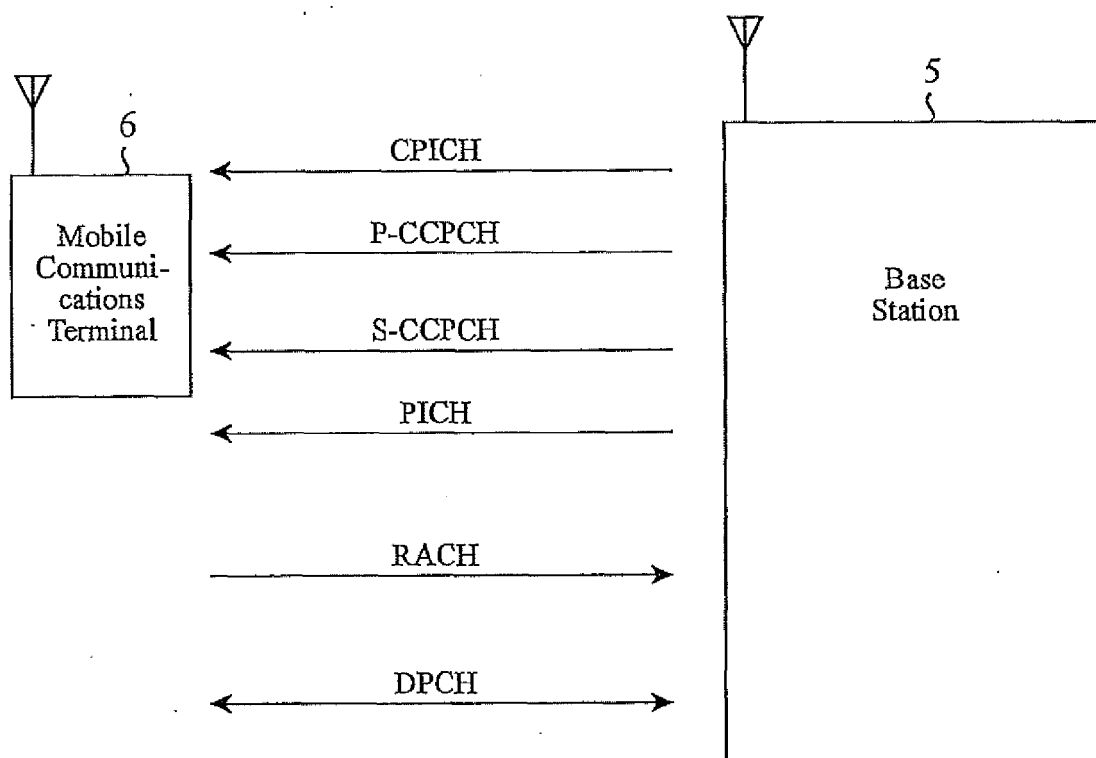 5
6
CPICH
Mobile
Communi-
cations
Terminal
P-CCPCH
Base
Station
S-CCPCH
PICH
RACH
DPCH